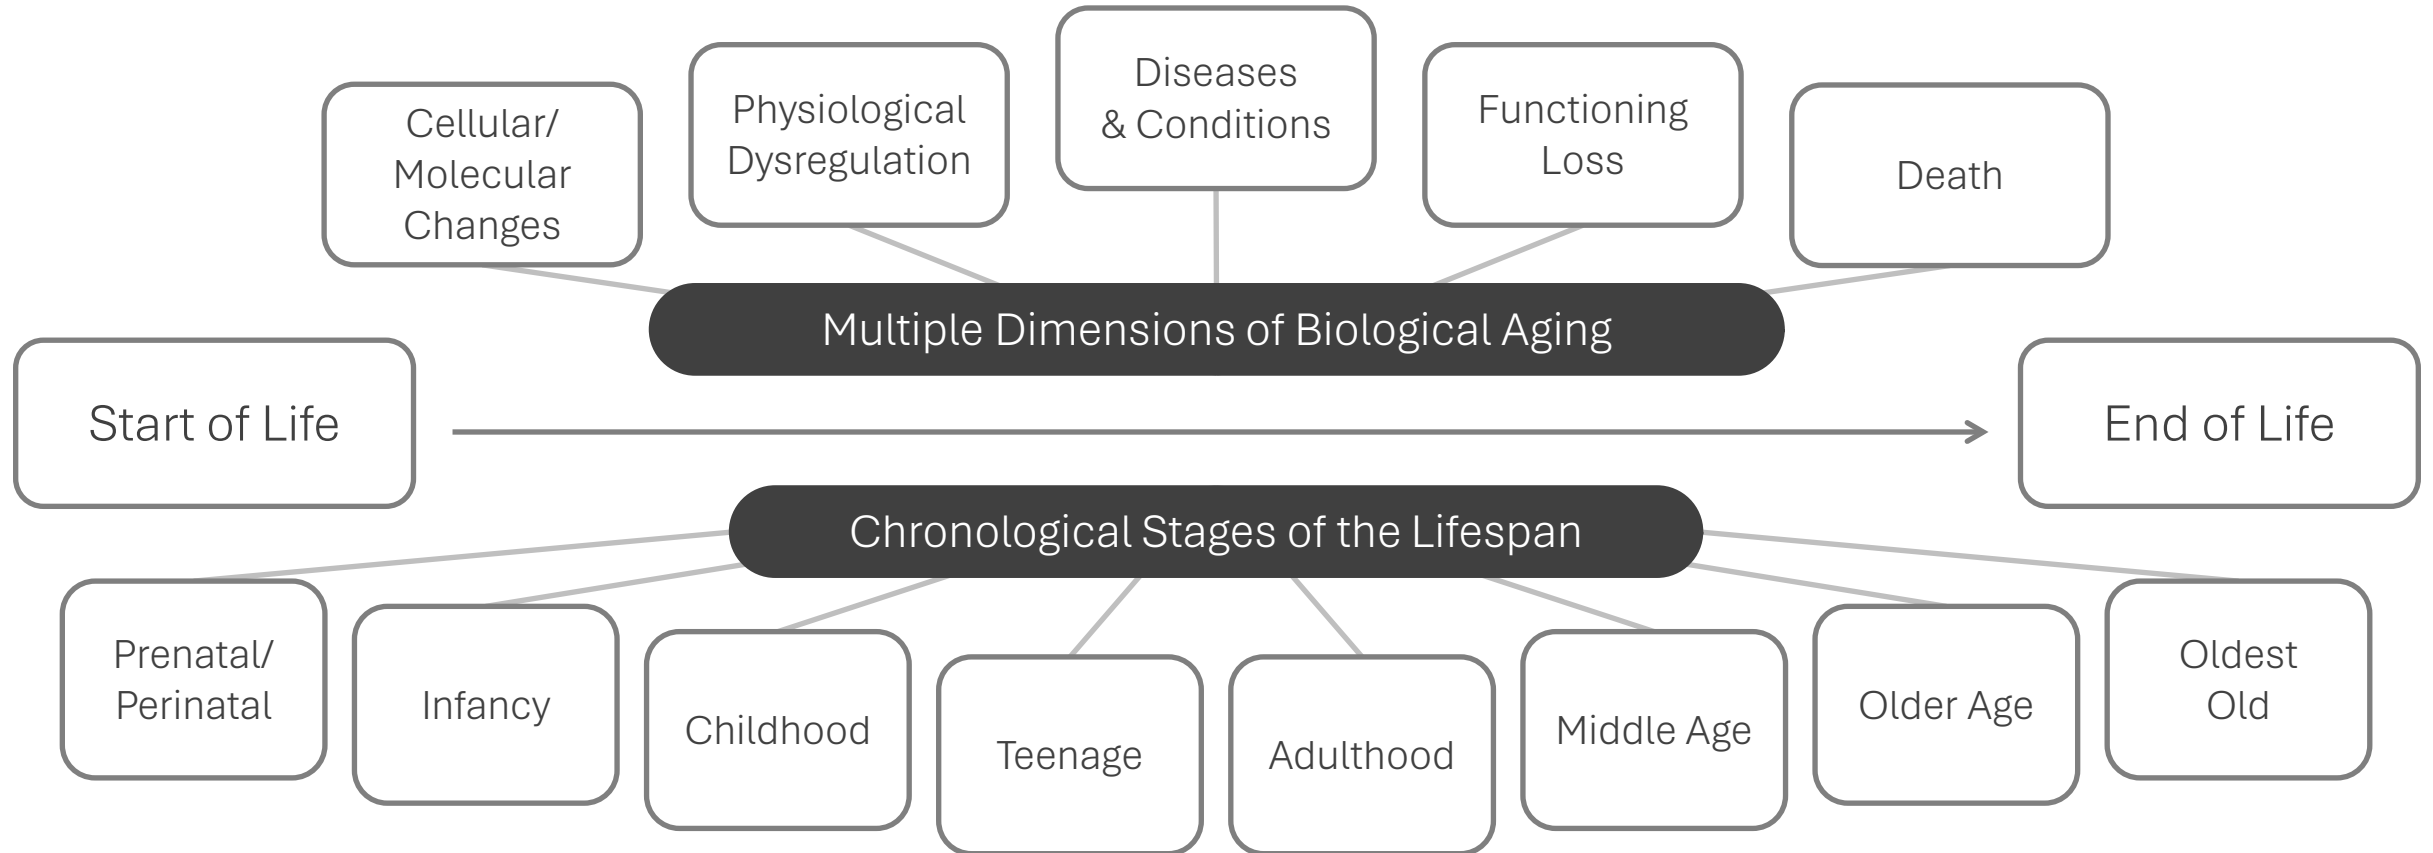 Cellular/
Molecular
Changes
Physiological
Dysregulation
Diseases
& Conditions
Functioning
Loss
Death
Multiple Dimensions of Biological Aging
Start of Life
End of Life
Chronological Stages of the Lifespan
Prenatal/
Perinatal
Infancy
Childhood
Teenage
Adulthood
Middle Age
Older Age
Oldest
Old